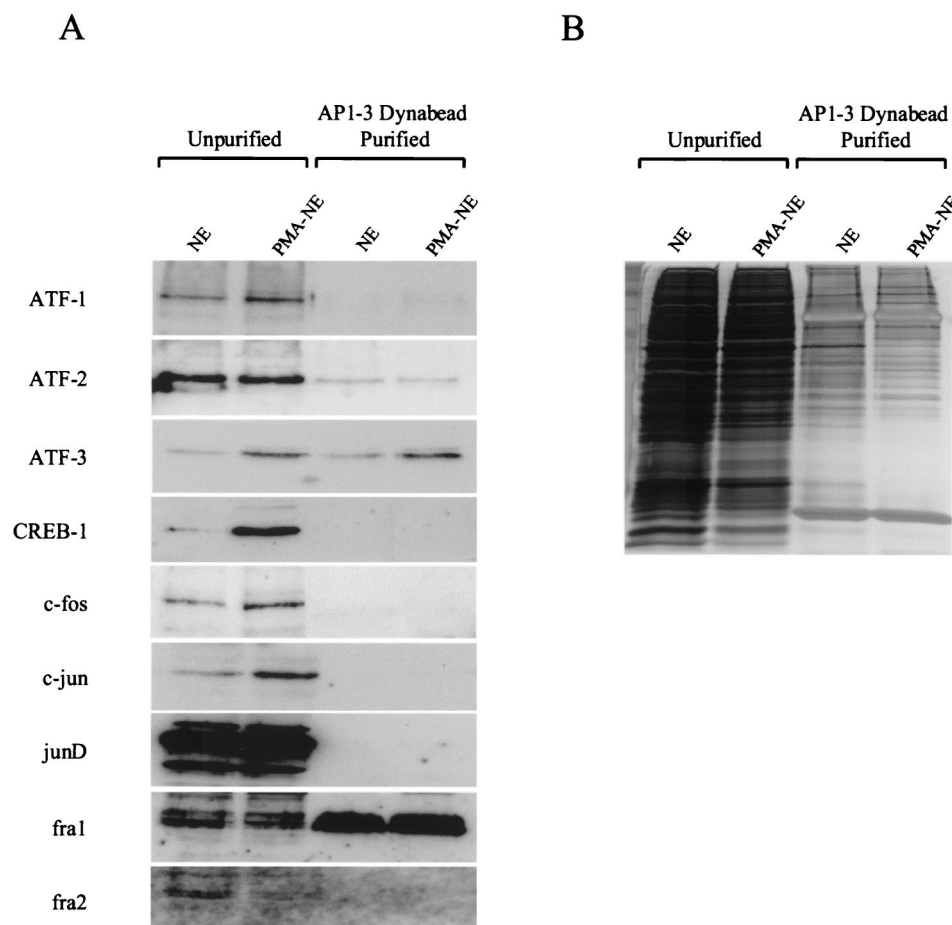 A
B
Unpurified
AP1-3 Dynabead
Purified
NE
PMA-NE
NE
PMA-NE
ATF-1
ATF-2
ATF-3
CREB-1
c-fos
c-jun
junD
fra1
fra2
Unpurified
AP1-3 Dynabead
Purified
NE
PMA-NE
NE
PMA-NE